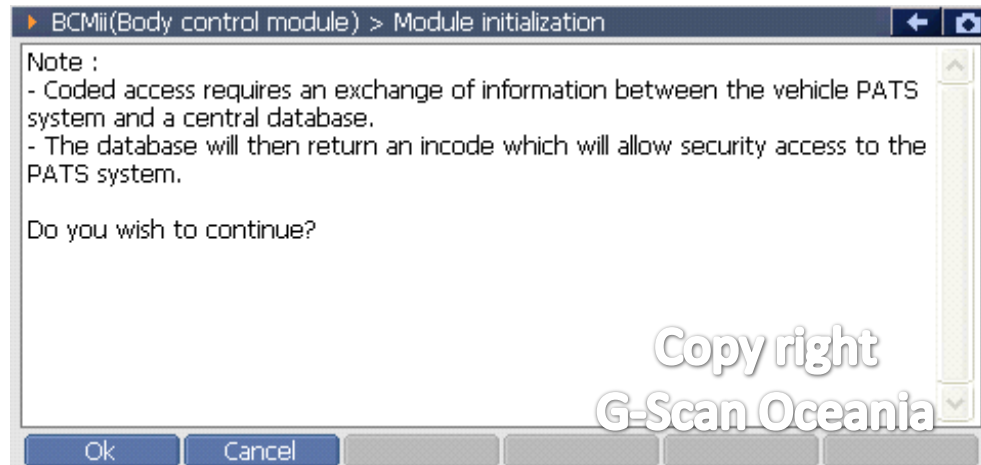 BCMii(Body control module) > Module initialization
Note :
- Coded access requires an exchange of information between the vehicle PATS
system and a central database.
- The database will then return an incode which will allow security access to the
PATS system.
Do you wish to continue?
Copy right
G-Scan Oceania
Ok Cancel